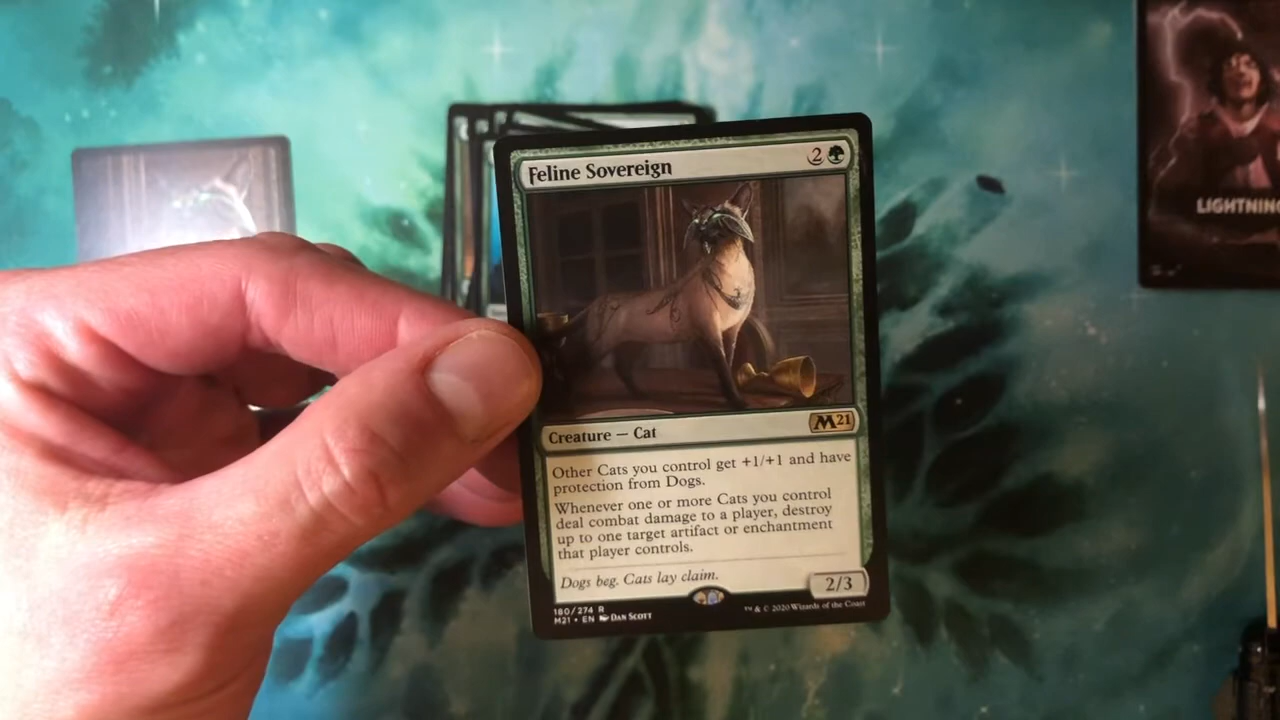 Feline Sovereign 2
Creature — Cat M21
Other Cats you control get +1/+1 and have
protection from Dogs.
Whenever one or more Cats you control
deal combat damage to a player, destroy
up to one target artifact or enchantment
that player controls.
Dogs beg. Cats lay claim.
2/3
180/274 R
M21 • EN DAN SCOTT
™ & © 2020 Wizards of the Coast
LIGHTNING